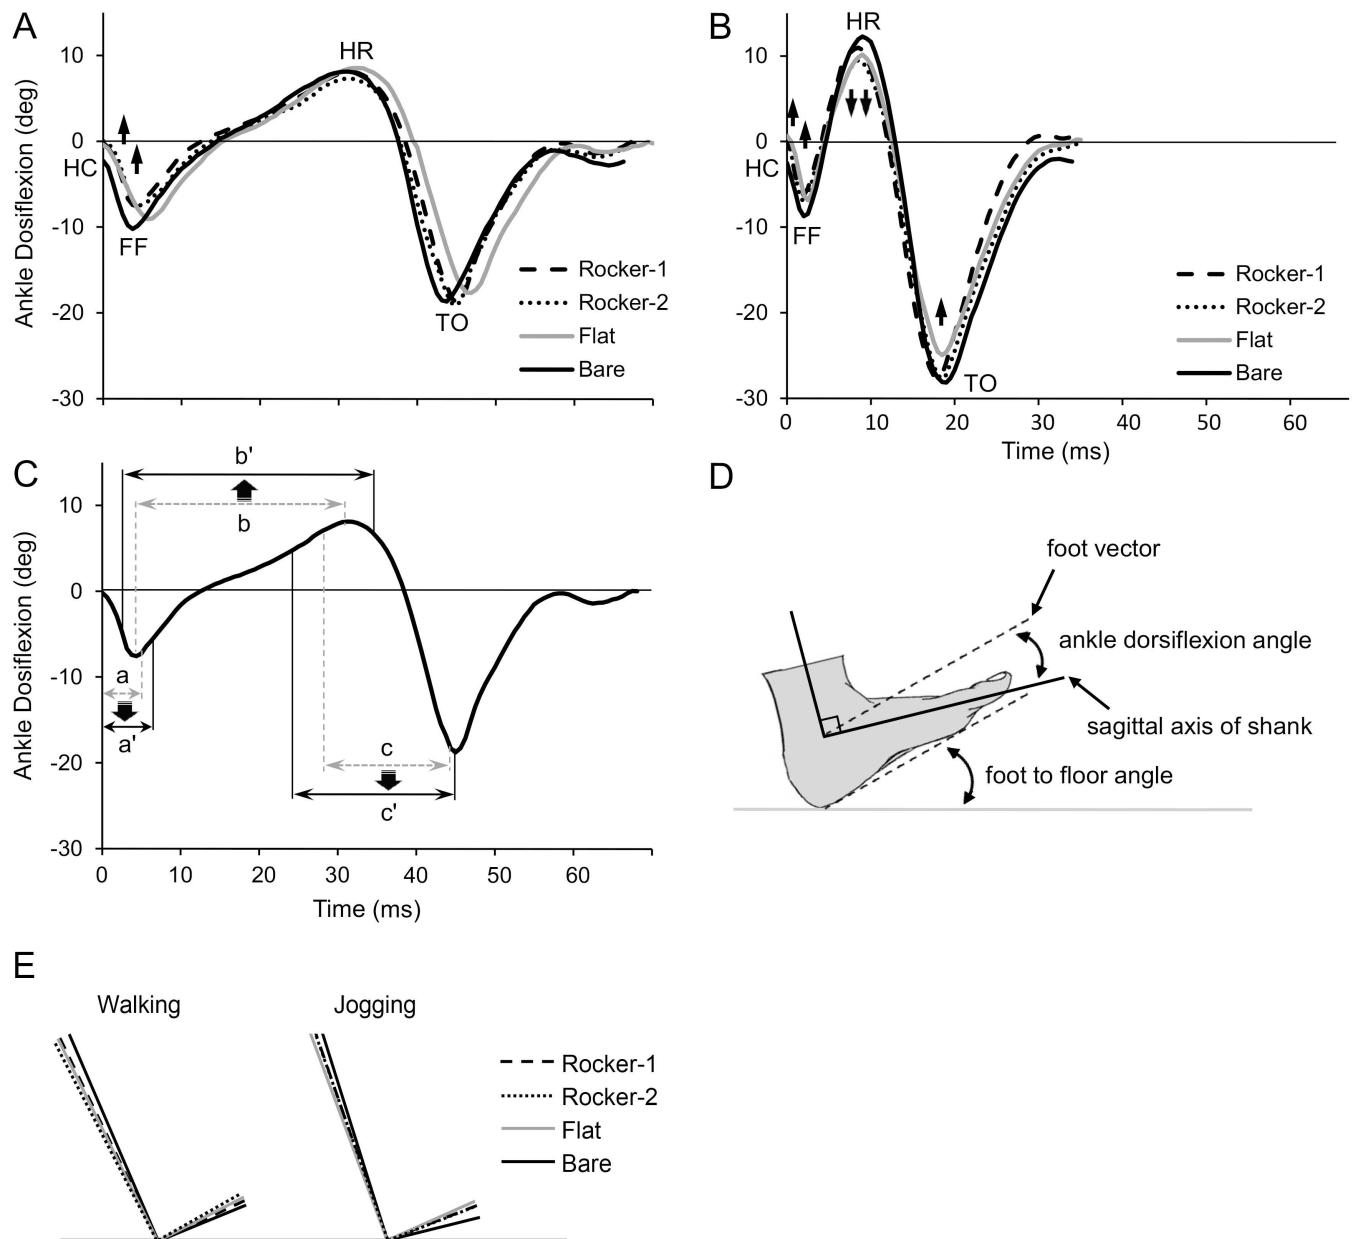 A
Ankle Dosiflexion (deg)
10
0
-10
-20
-30
HC
FF
HR
TO
Rocker-1
Rocker-2
Flat
Bare
B
10
0
-10
-20
-30
HC
FF
HR
TO
Rocker-1
Rocker-2
Flat
Bare
0 10 20 30 40 50 60
Time (ms)
C
Ankle Dosiflexion (deg)
10
0
-10
-20
-30
b'
b
a
a'
c
c'
0 10 20 30 40 50 60
Time (ms)
D
foot vector
ankle dorsiflexion angle
sagittal axis of shank
foot to floor angle
E
Walking
Jogging
Rocker-1
Rocker-2
Flat
Bare